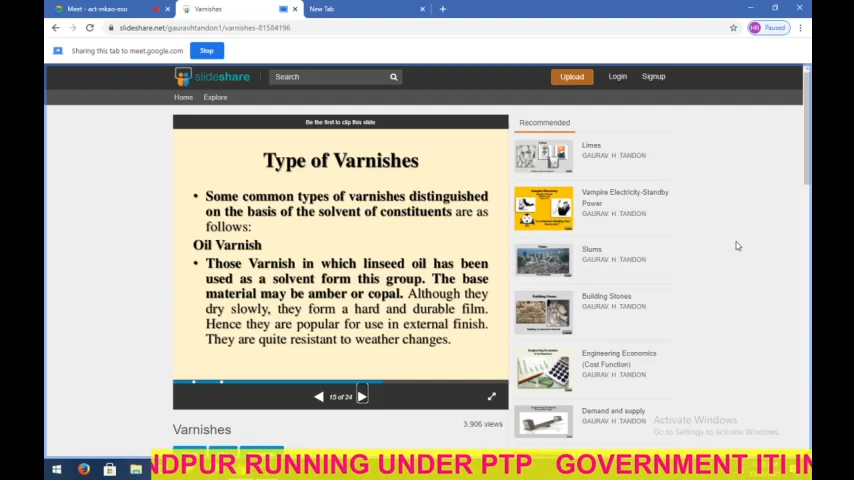 Meet - act-mkao-eso
Varnishes
New Tab
slideshare.net/gauravhtandon1/varnishes-81584196
HR Paused
Sharing this tab to meet.google.com
Stop
slideshare
Search
Upload
Login
Signup
Home
Explore
Be the first to clip this slide
Type of Varnishes
• Some common types of varnishes distinguished
on the basis of the solvent of constituents are as
follows:
Oil Varnish
• Those Varnish in which linseed oil has been
used as a solvent form this group. The base
material may be amber or copal. Although they
dry slowly, they form a hard and durable film.
Hence they are popular for use in external finish.
They are quite resistant to weather changes.
15 of 24
Varnishes
3,906 views
Recommended
Limes
GAURAV H .TANDON
Vampire Electricity-Standby
Power
GAURAV H .TANDON
Slums
GAURAV H .TANDON
Building Stones
GAURAV H .TANDON
Engineering Economics
(Cost Function)
GAURAV H .TANDON
Demand and supply
GAURAV H .TANDON
Activate Windows
Go to Settings to activate Windows.
NDPUR RUNNING UNDER PTP GOVERNMENT ITI IN